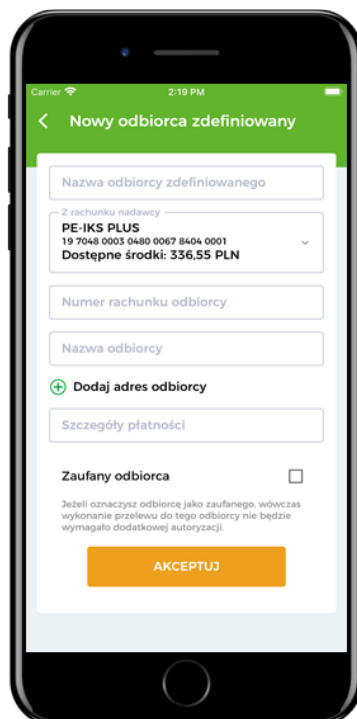 Carrier 2:19 PM
Nowy odbiorca zdefiniowany
Nazwa odbiorcy zdefiniowanego
Z rachunku nadawcy
PE-IKS PLUS
19 7048 0003 0480 0067 8404 0001
Dostępne środki: 336,55 PLN
Numer rachunku odbiorcy
Nazwa odbiorcy
Dodaj adres odbiorcy
Szczegóły płatności
Zaufany odbiorca
Jeżeli oznaczysz odbiorcę jako zaufanego, wówczas
wykonanie przelewu do tego odbiorcy nie będzie
wymagało dodatkowej autoryzacji.
AKCEPTUJ